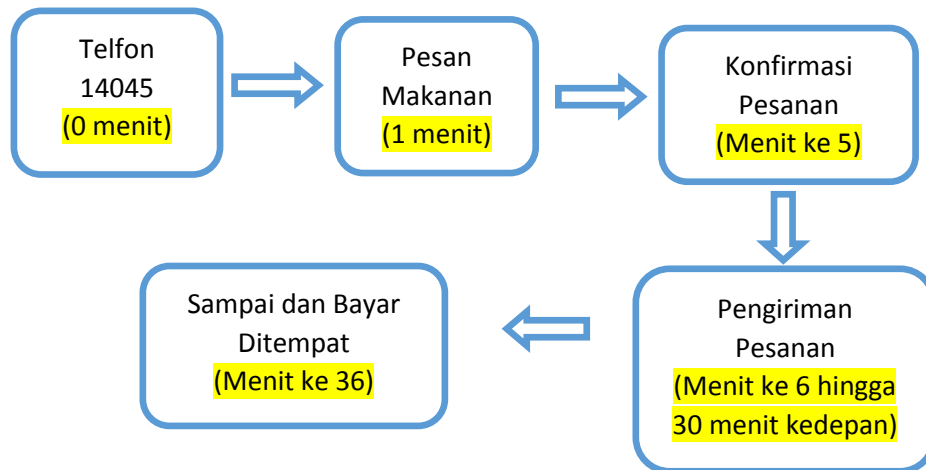 Telfon
14045
(0 menit)
Pesan
Makanan
(1 menit)
Konfirmasi
Pesanan
(Menit ke 5)
Pengiriman
Pesanan
(Menit ke 6 hingga
30 menit kedepan)
Sampai dan Bayar
Ditempat
(Menit ke 36)